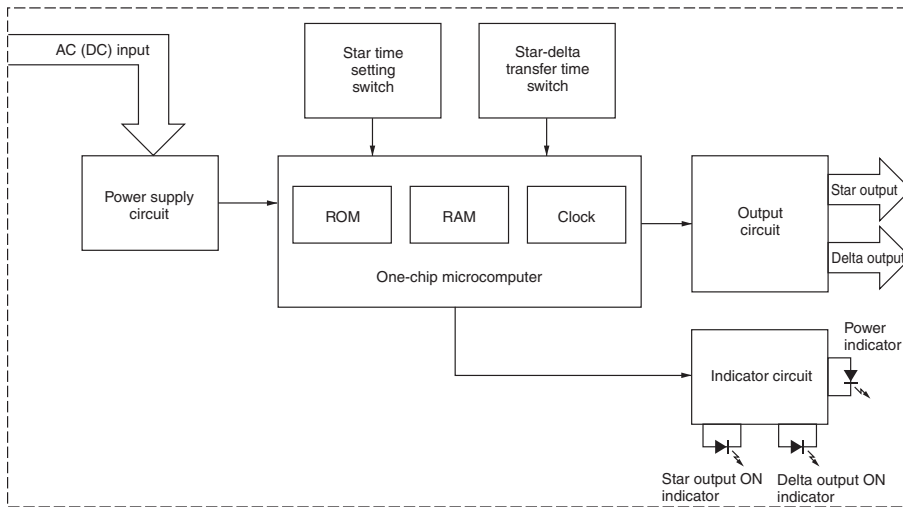 AC (DC) input
Star time
setting
switch
Star-delta
transfer time
switch
Power supply
circuit
ROM
RAM
Clock
One-chip microcomputer
Output
circuit
Star output
Delta output
Power
indicator
Indicator circuit
Star output ON
indicator
Delta output ON
indicator